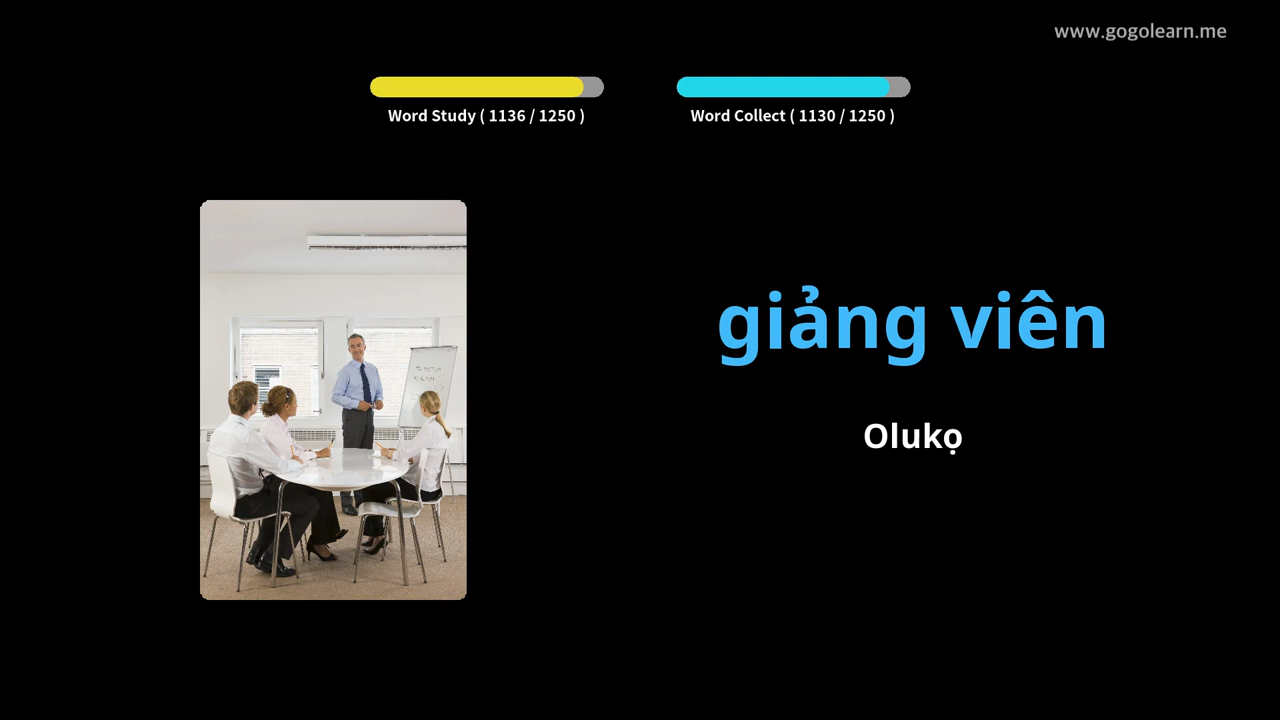 www.gogolearn.me
Word Study ( 1136 / 1250 )
Word Collect ( 1130 / 1250 )
giảng viên
Olukọ